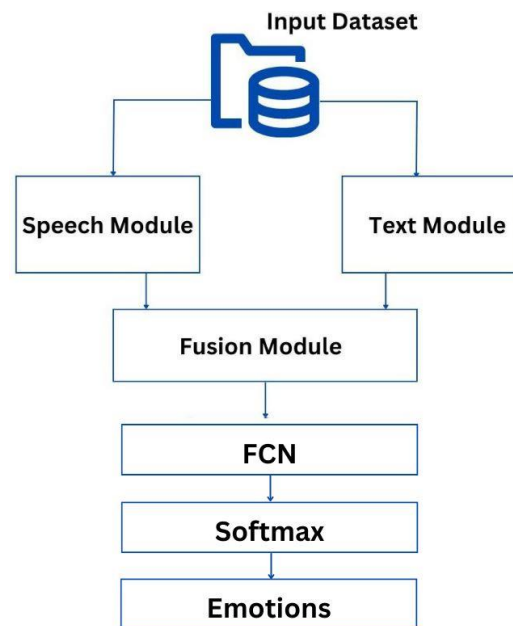 Input Dataset
Speech Module
Text Module
Fusion Module
FCN
Softmax
Emotions